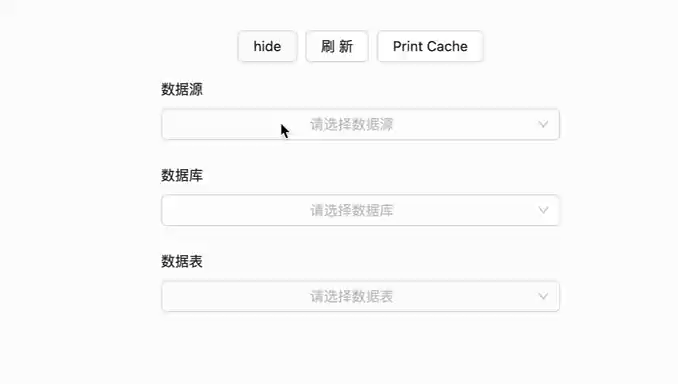 hide 刷 新 Print Cache
数据源
请选择数据源
数据库
请选择数据库
数据表
请选择数据表